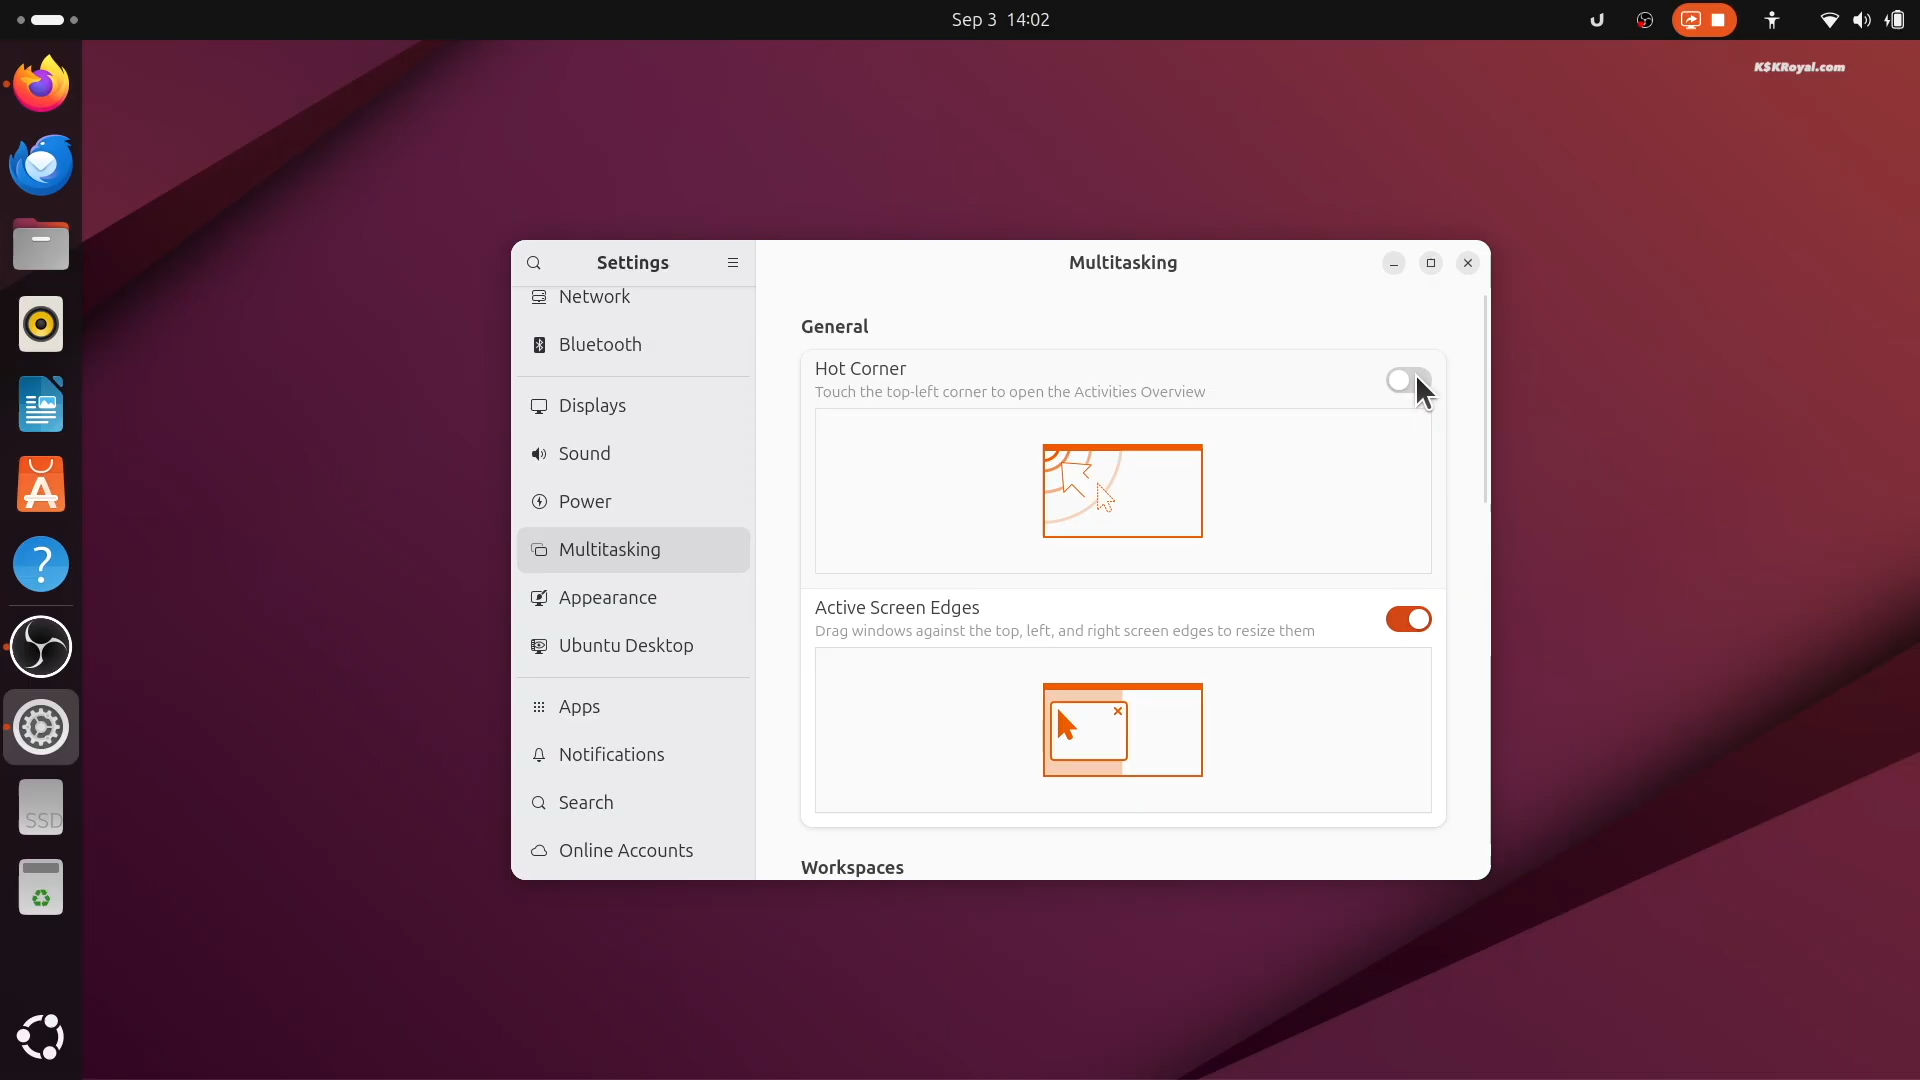 Sep 3 14:02
K$KRoyal.com
Settings
Multitasking
Network
Bluetooth
Displays
Sound
Power
Multitasking
Appearance
Ubuntu Desktop
Apps
Notifications
Search
Online Accounts
General
Hot Corner
Touch the top-left corner to open the Activities Overview
Active Screen Edges
Drag windows against the top, left, and right screen edges to resize them
Workspaces
SSD